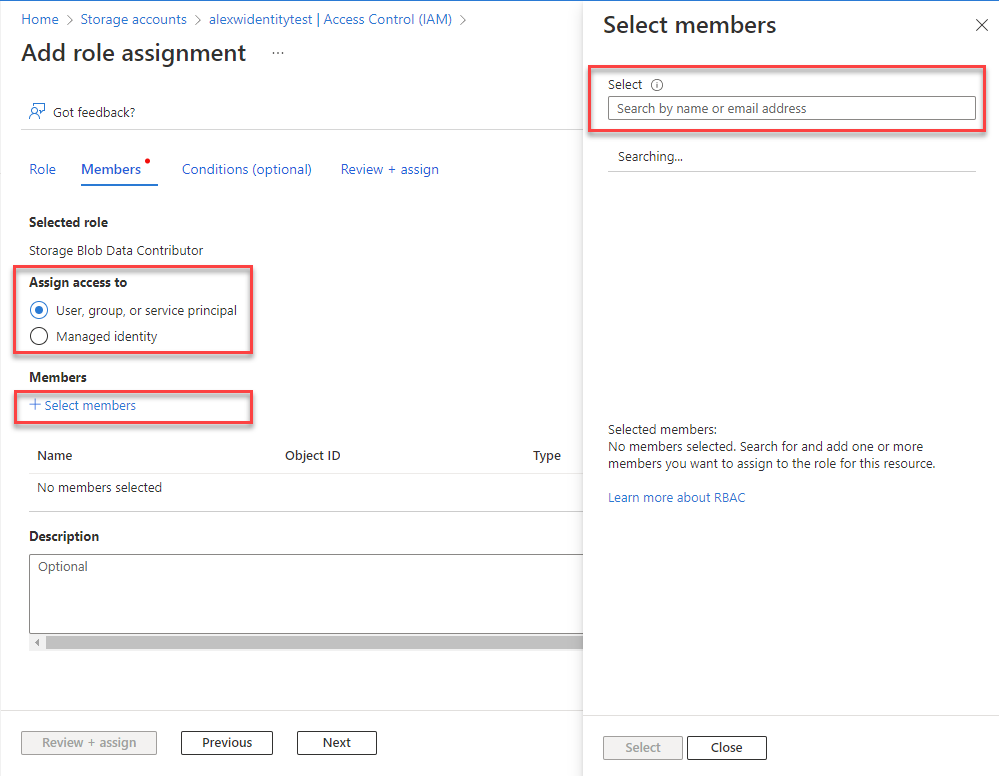 Home > Storage accounts > alexwidentitytest | Access Control (IAM) >
Add role assignment ...
Got feedback?
Role Members Conditions (optional) Review + assign
Selected role
Storage Blob Data Contributor
Assign access to
User, group, or service principal
Managed identity
Members
+ Select members
Name Object ID Type
No members selected
Description
Optional
Review + assign Previous Next
Select members
Select
Search by name or email address
Searching...
Selected members:
No members selected. Search for and add one or more
members you want to assign to the role for this resource.
Learn more about RBAC
Select Close